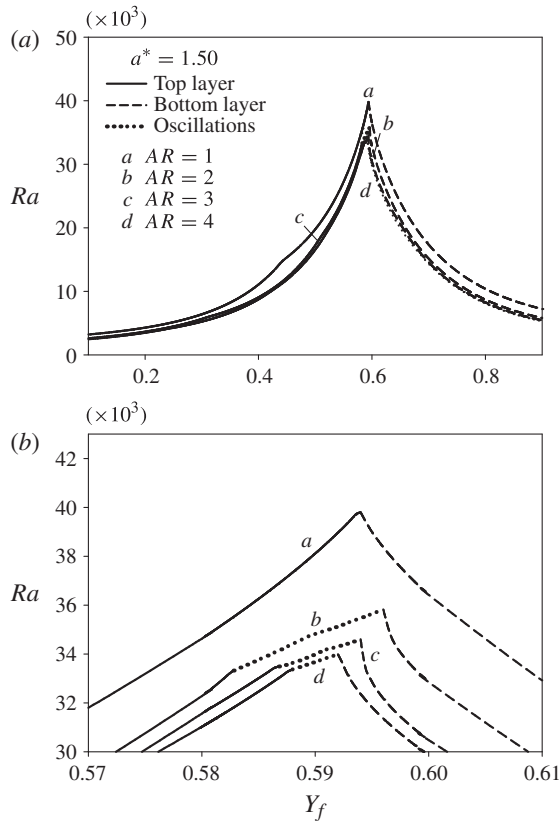 (×10³)
(a)
50
a* = 1.50
Top layer
Bottom layer
Oscillations
a AR = 1
b AR = 2
c AR = 3
d AR = 4
40
30
Ra
20
10
0
a
b
d
c
0.2 0.4 0.6 0.8
(×10³)
(b)
42
40
38
Ra 36
34
32
30
a
b
c
d
0.57 0.58 0.59 0.60 0.61
Y_f